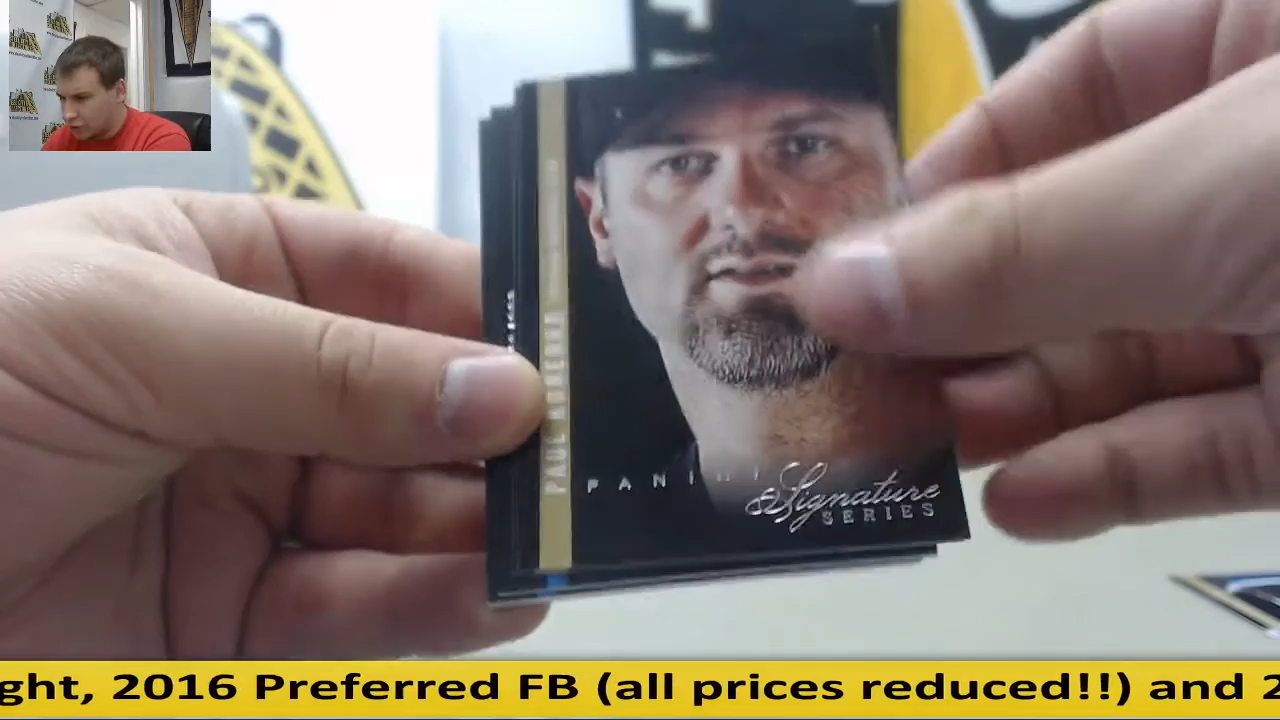 PAUL KONERKO
PANINI
Signature
SERIES
ght, 2016 Preferred FB (all prices reduced!!) and 2